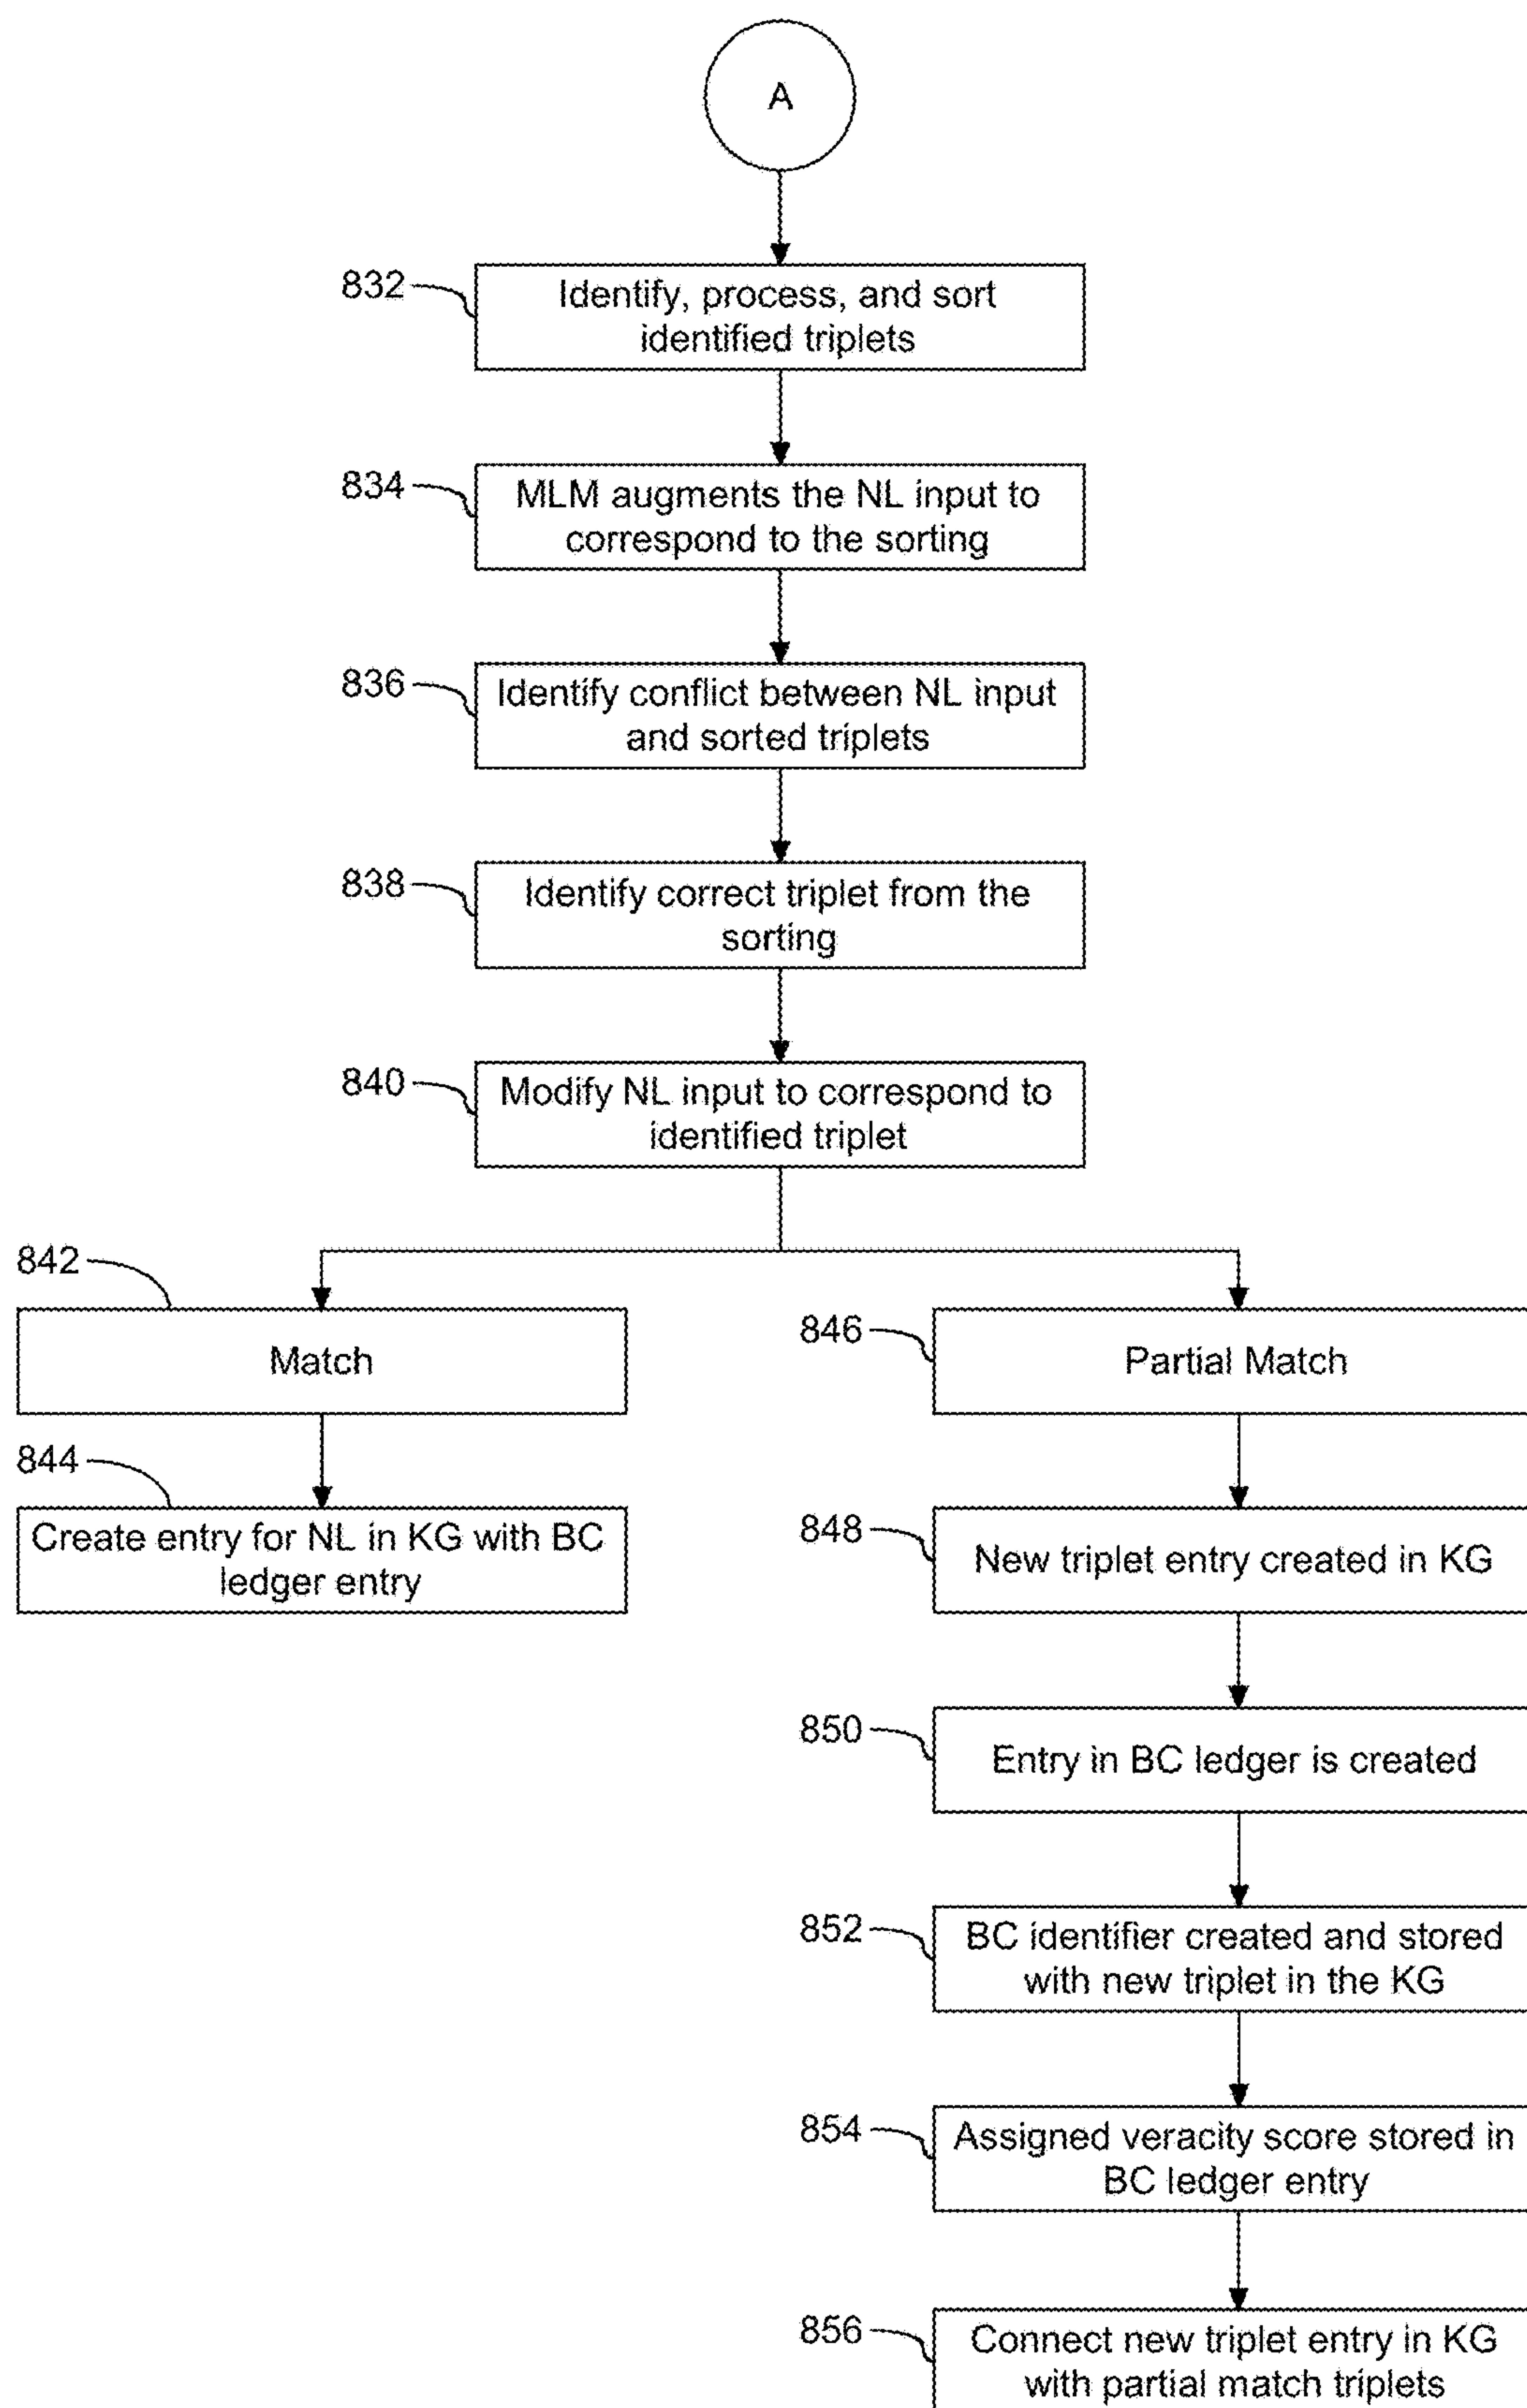 A
832
Identify, process, and sort
identified triplets
834
MLM augments the NL input to
correspond to the sorting
836
Identify conflict between NL input
and sorted triplets
838
Identify correct triplet from the
sorting
840
Modify NL input to correspond to
identified triplet
842
Match
844
Create entry for NL in KG with BC
ledger entry
846
Partial Match
848
New triplet entry created in KG
850
Entry in BC ledger is created
852
BC identifier created and stored
with new triplet in the KG
854
Assigned veracity score stored in
BC ledger entry
856
Connect new triplet entry in KG
with partial match triplets